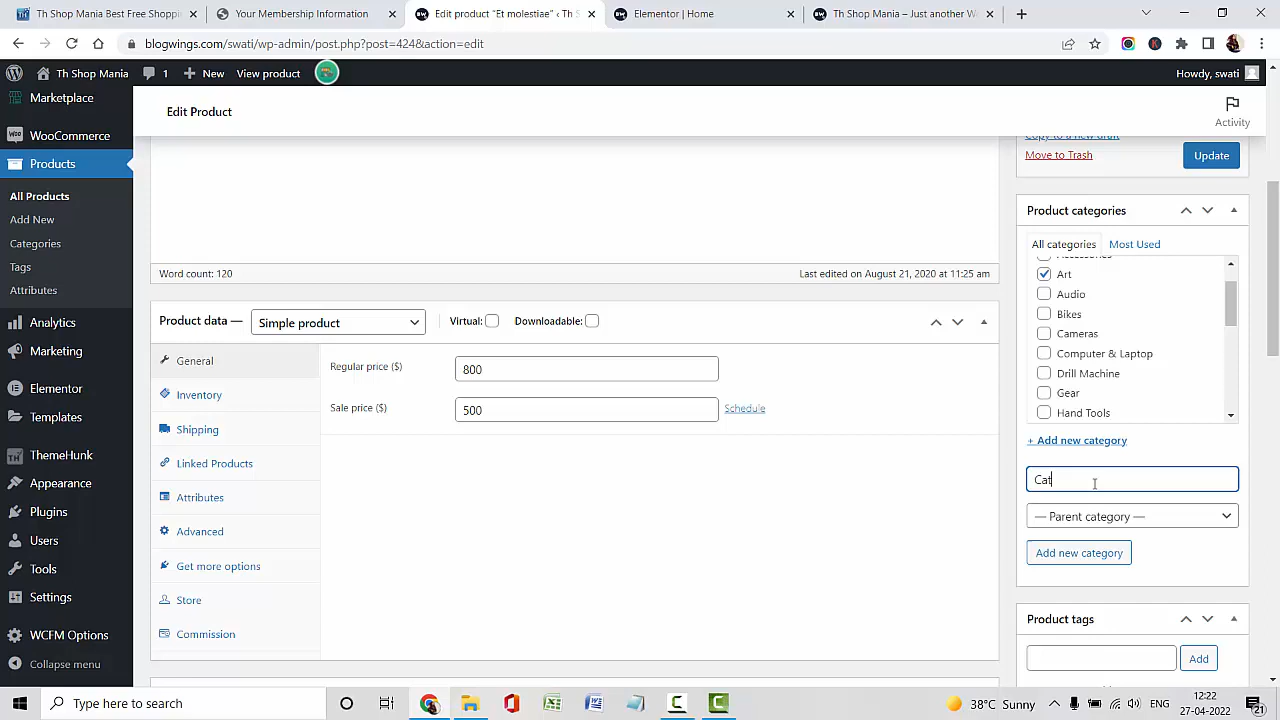 Th Shop Mania Best Free Shoppi
Your Membership Information
Edit product "Et molestiae" ‹ Th S
Elementor | Home
Th Shop Mania – Just another W
blogwings.com/swati/wp-admin/post.php?post=424&action=edit
Th Shop Mania
1
New
View product
Howdy, swati
Marketplace
WooCommerce
Products
All Products
Add New
Categories
Tags
Attributes
Analytics
Marketing
Elementor
Templates
ThemeHunk
Appearance
Plugins
Users
Tools
Settings
WCFM Options
Collapse menu
Edit Product
Activity
Word count: 120
Last edited on August 21, 2020 at 11:25 am
Product data —
Simple product
Virtual:
Downloadable:
General
Inventory
Shipping
Linked Products
Attributes
Advanced
Get more options
Store
Commission
Regular price ($)
800
Sale price ($)
500
Schedule
Copy to a new draft
Move to Trash
Update
Product categories
All categories
Most Used
Accessories
Art
Audio
Bikes
Cameras
Computer & Laptop
Drill Machine
Gear
Hand Tools
+ Add new category
Cat
— Parent category —
Add new category
Product tags
Add
Type here to search
38°C Sunny
ENG
12:22
27-04-2022
21